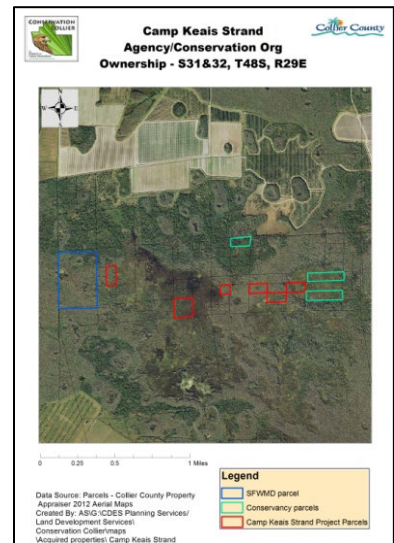 CONSERVATION
COLLIER
Collier County
Camp Keais Strand
Agency/Conservation Org
Ownership - S31&32, T48S, R29E
N
W
E
S
0 0.25 0.5 1 Miles
Data Source: Parcels - Collier County Property
Appraiser 2012 Aerial Maps
Created By: AS\G:\CDES Planning Services/
Land Development Services\
Conservation Collier\maps
\Acquired properties\ Camp Keais Strand
Legend
SFWMD parcel
Conservancy parcels
Camp Keais Strand Project Parcels